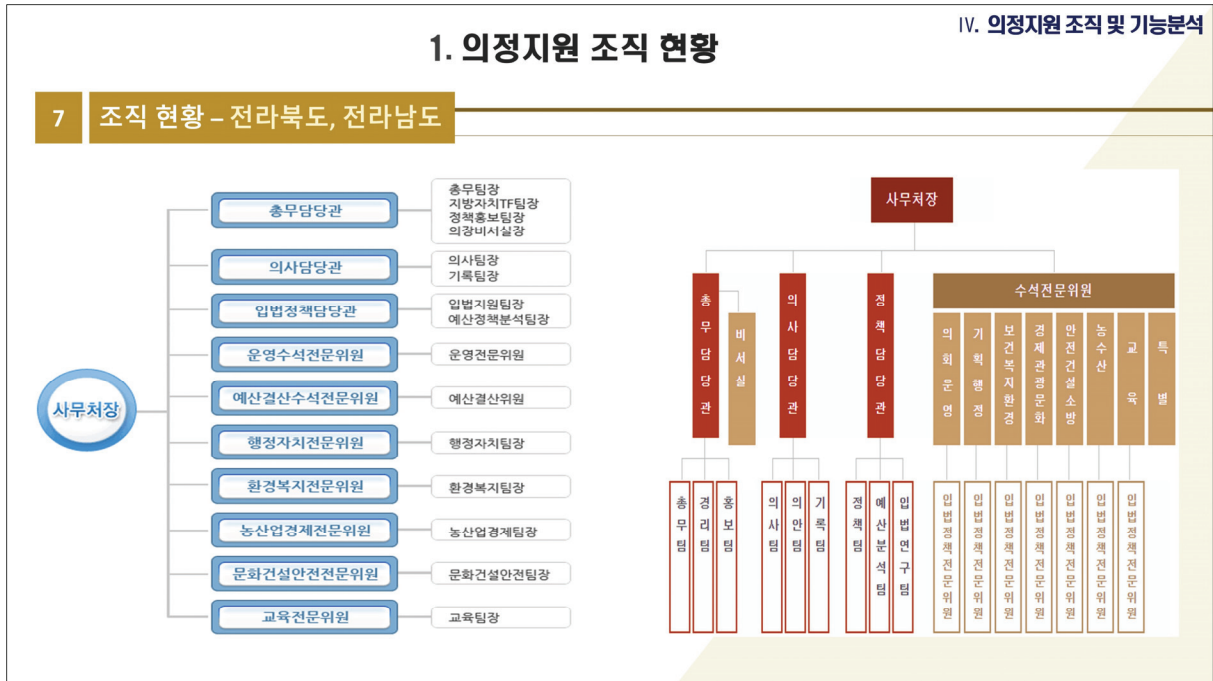 IV. 의정지원 조직 및 기능분석
1. 의정지원 조직 현황
7
조직 현황 – 전라북도, 전라남도
사무처장
총무담당관
총무팀장
지방자치TF팀장
정책홍보팀장
의장비서실장
의사담당관
의사팀장
기록팀장
입법정책담당관
입법지원팀장
예산정책분석팀장
운영수석전문위원
운영전문위원
예산결산수석전문위원
예산결산위원
행정자치전문위원
행정자치팀장
환경복지전문위원
환경복지팀장
농산업경제전문위원
농산업경제팀장
문화건설안전전문위원
문화건설안전팀장
교육전문위원
교육팀장
사무처장
총무담당관
비서실
의사담당관
정책담당관
수석전문위원
의회운영
기획행정
보건복지환경
경제관광문화
안전건설소방
농수산
교육
특별
총무팀
경리팀
홍보팀
의사팀
의안팀
기록팀
정책팀
예산분석팀
입법연구팀
입법정책전문위원
입법정책전문위원
입법정책전문위원
입법정책전문위원
입법정책전문위원
입법정책전문위원
입법정책전문위원